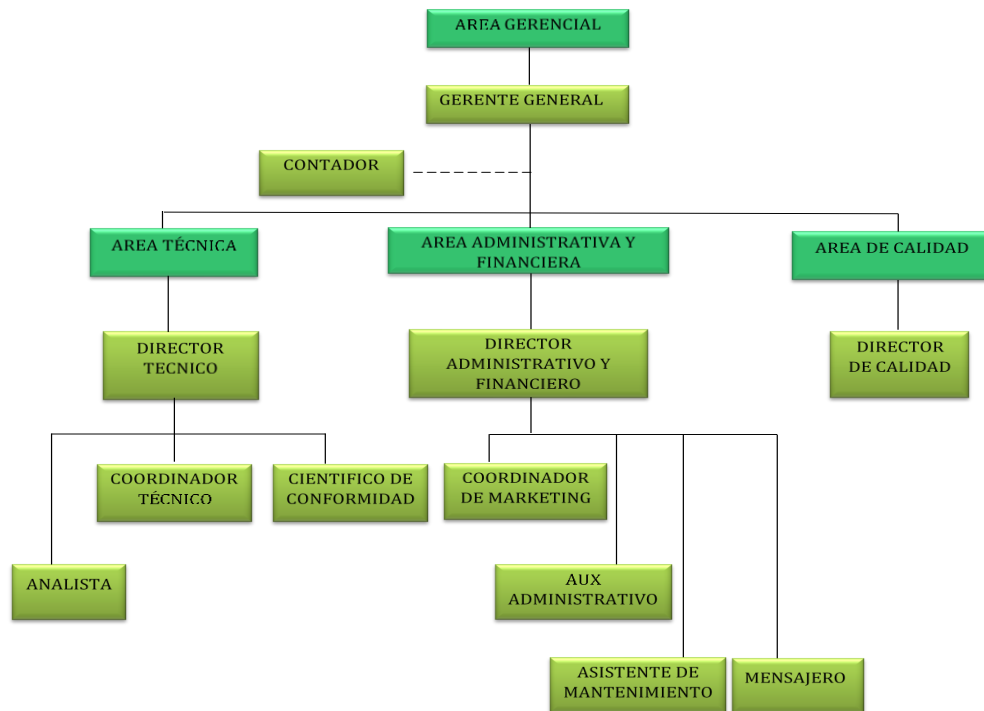 AREA GERENCIAL
GERENTE GENERAL
CONTADOR
AREA TÉCNICA
AREA ADMINISTRATIVA Y
FINANCIERA
AREA DE CALIDAD
DIRECTOR
TECNICO
DIRECTOR
ADMINISTRATIVO Y
FINANCIERO
DIRECTOR
DE CALIDAD
COORDINADOR
TÉCNICO
CIENTIFICO DE
CONFORMIDAD
COORDINADOR
DE MARKETING
ANALISTA
AUX
ADMINISTRATIVO
ASISTENTE DE
MANTENIMIENTO
MENSAJERO